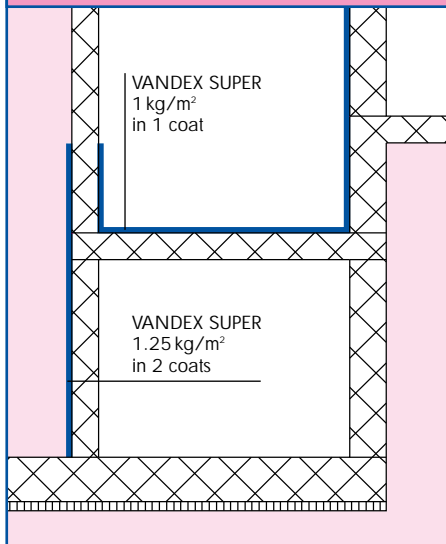 VANDEX SUPER
1 kg/m²
in 1 coat
VANDEX SUPER
1.25 kg/m²
in 2 coats